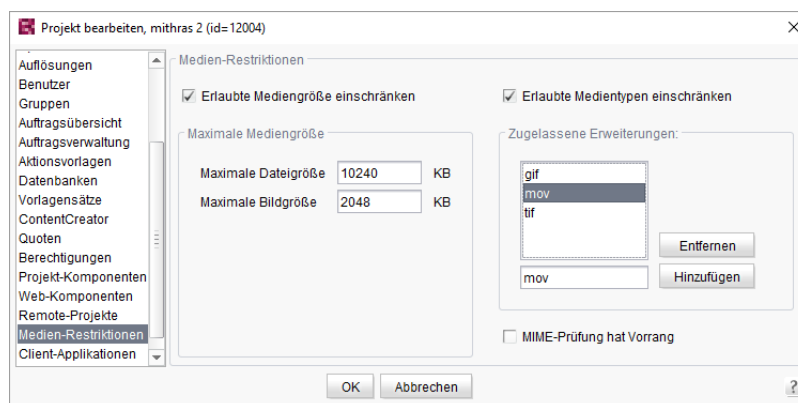 Projekt bearbeiten, mithras 2 (id=12004)
Auflösungen
Benutzer
Gruppen
Auftragsübersicht
Auftragsverwaltung
Aktionsvorlagen
Datenbanken
Vorlagensätze
ContentCreator
Quoten
Berechtigungen
Projekt-Komponenten
Web-Komponenten
Remote-Projekte
Medien-Restriktionen
Client-Applikationen
Medien-Restriktionen
Erlaubte Mediengröße einschränken
Maximale Mediengröße
Maximale Dateigröße 10240 KB
Maximale Bildgröße 2048 KB
Erlaubte Medientypen einschränken
Zugelassene Erweiterungen:
gif
mov
tif
Entfernen
mov Hinzufügen
MIME-Prüfung hat Vorrang
OK Abbrechen
?